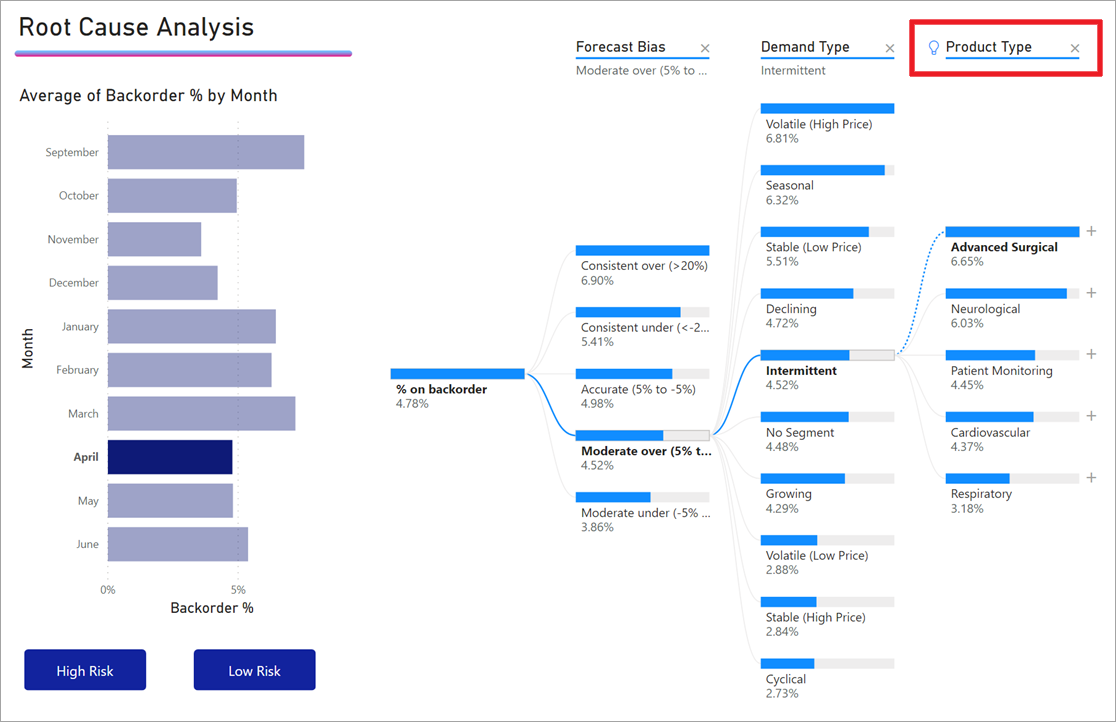 Root Cause Analysis
Average of Backorder % by Month
Month
September
October
November
December
January
February
March
April
May
June
0%
5%
Backorder %
High Risk
Low Risk
% on backorder
4.78%
Forecast Bias ×
Moderate over (5% to ...
Consistent over (>20%)
6.90%
Consistent under (<-2...
5.41%
Accurate (5% to -5%)
4.98%
Moderate over (5% t...
4.52%
Moderate under (-5% ...
3.86%
Demand Type ×
Intermittent
Volatile (High Price)
6.81%
Seasonal
6.32%
Stable (Low Price)
5.51%
Declining
4.72%
Intermittent
4.52%
No Segment
4.48%
Growing
4.29%
Volatile (Low Price)
2.88%
Stable (High Price)
2.84%
Cyclical
2.73%
Product Type ×
Advanced Surgical
6.65%
Neurological
6.03%
Patient Monitoring
4.45%
Cardiovascular
4.37%
Respiratory
3.18%